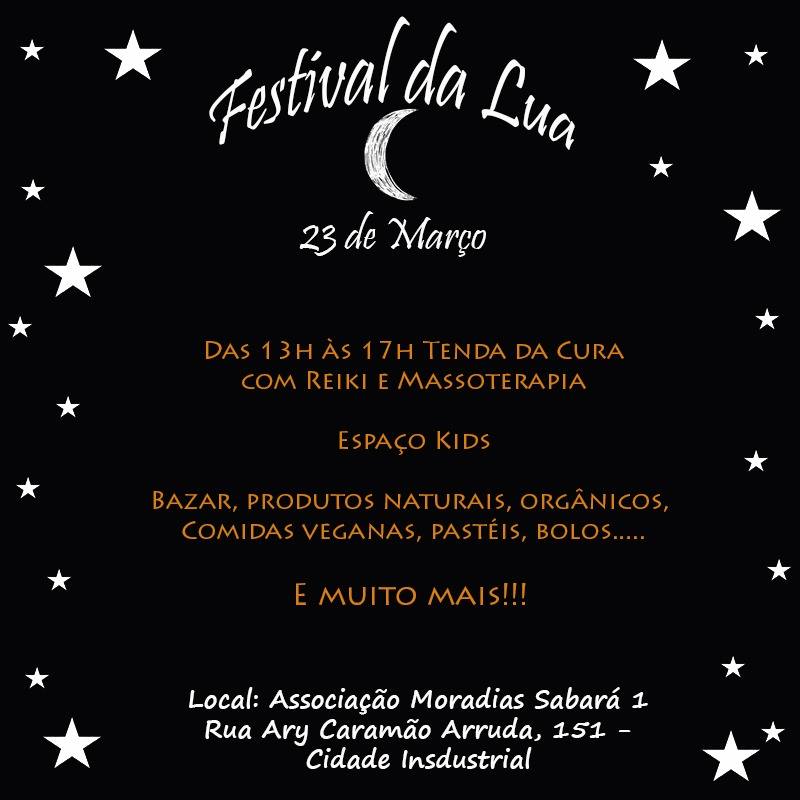 Festival da Lua
23 de Março
Das 13h às 17h Tenda da Cura
com Reiki e Massoterapia
Espaço Kids
Bazar, produtos naturais, orgânicos,
Comidas veganas, pastéis, bolos.....
E muito mais!!!
Local: Associação Moradias Sabará 1
Rua Ary Caramão Arruda, 151 -
Cidade Insdustrial